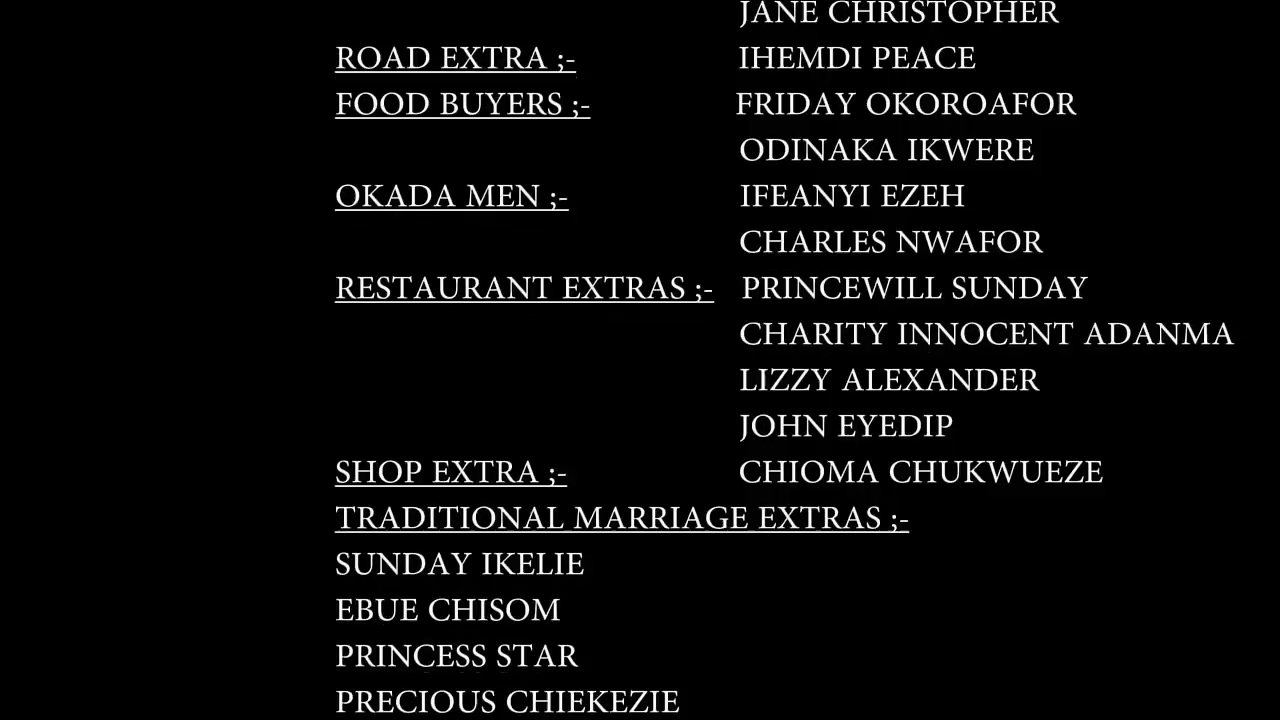 JANE CHRISTOPHER
ROAD EXTRA ;- IHEMDI PEACE
FOOD BUYERS ;- FRIDAY OKOROAFOR
ODINAKA IKWERE
OKADA MEN ;- IFEANYI EZEH
CHARLES NWAFOR
RESTAURANT EXTRAS ;- PRINCEWILL SUNDAY
CHARITY INNOCENT ADANMA
LIZZY ALEXANDER
JOHN EYEDIP
SHOP EXTRA ;- CHIOMA CHUKWUEZE
TRADITIONAL MARRIAGE EXTRAS ;-
SUNDAY IKELIE
EBUE CHISOM
PRINCESS STAR
PRECIOUS CHIEKEZIE